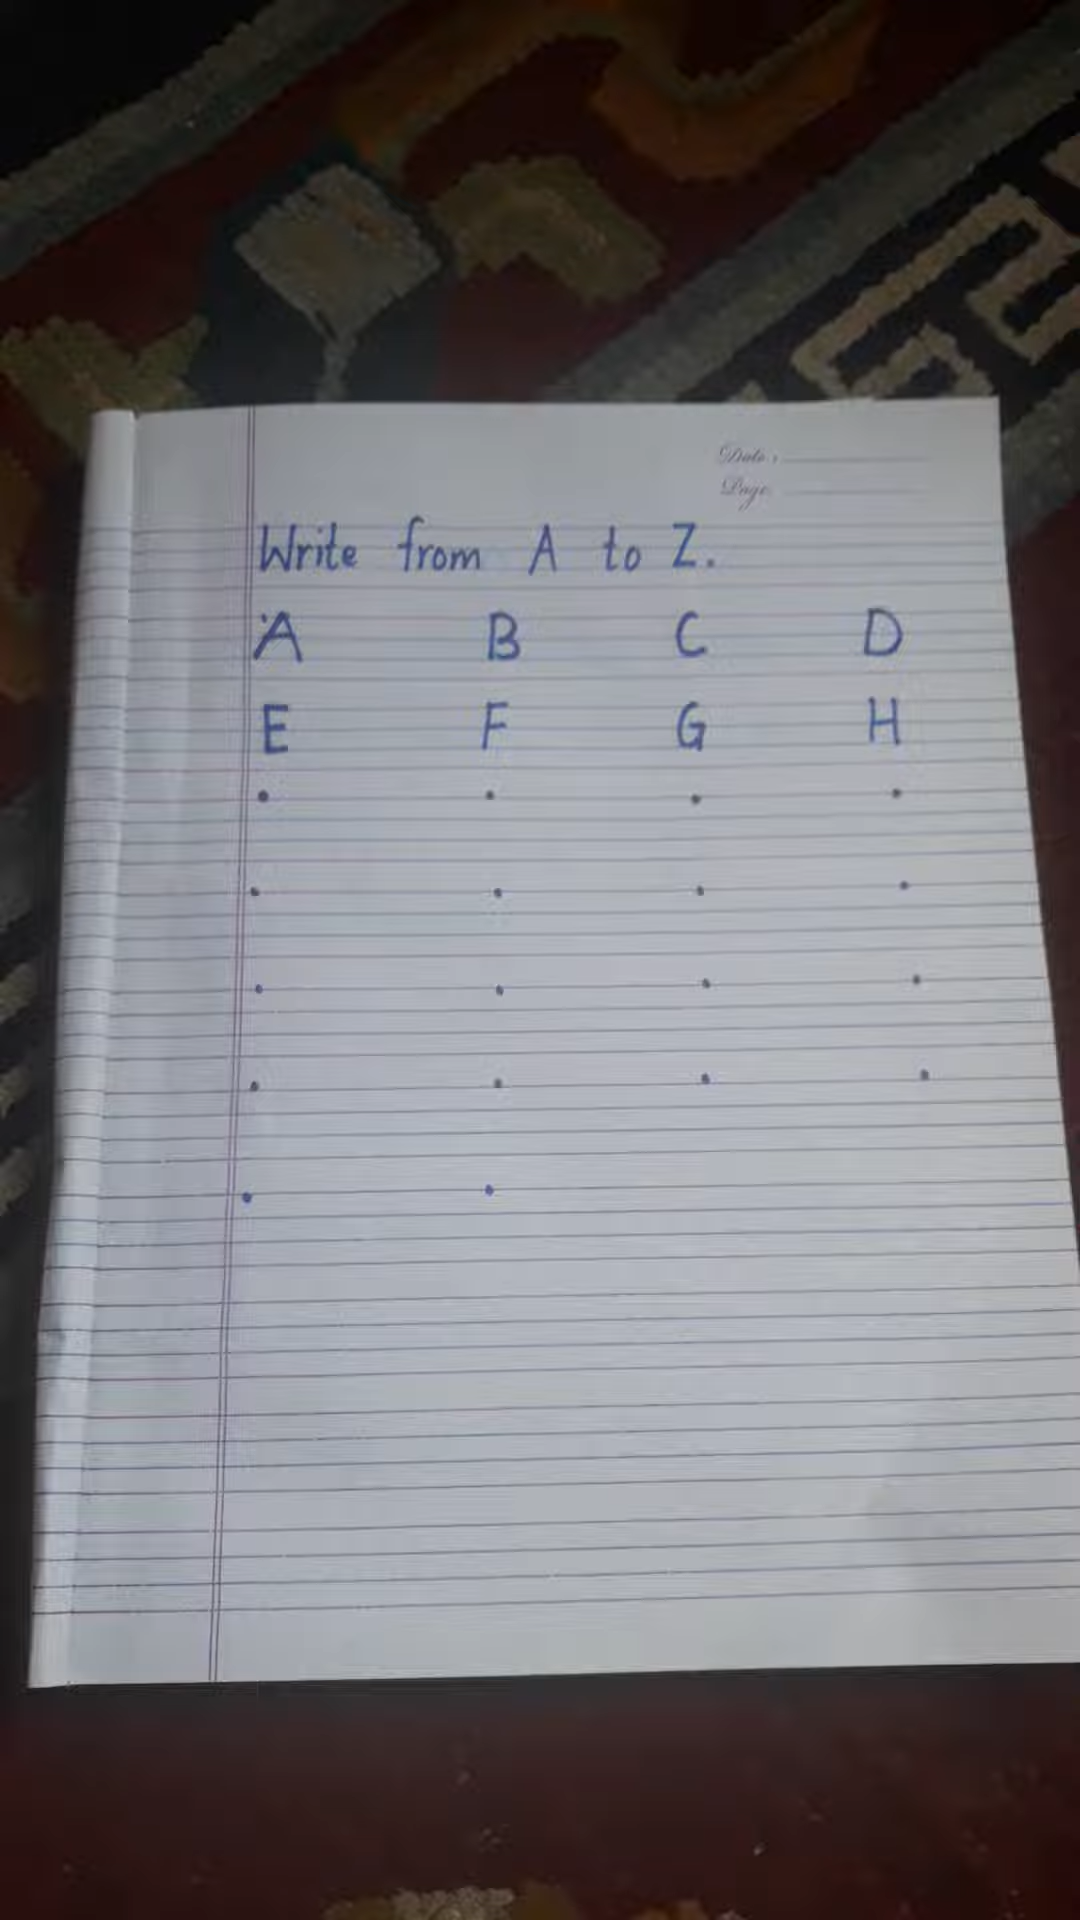 Date :
Page
Write from A to Z.
A B C D
E F G H
. . . .
. . . .
. . . .
. . . .
. .